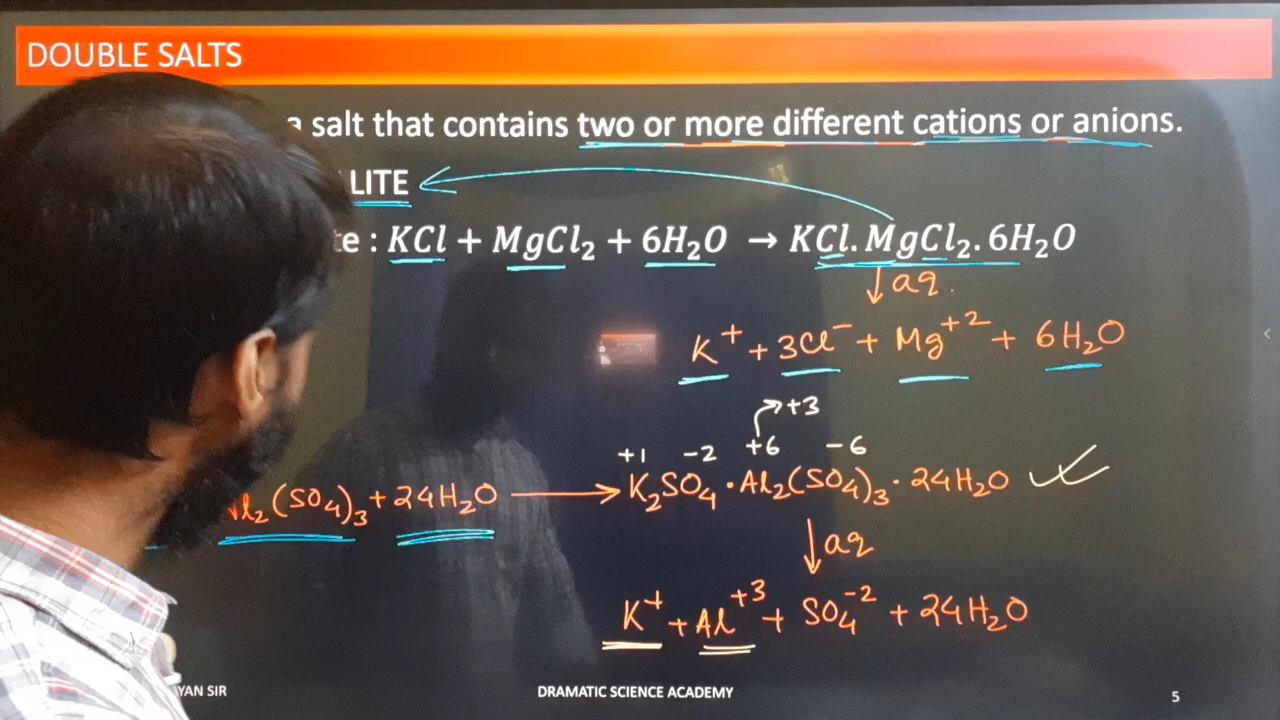 DOUBLE SALTS
a salt that contains two or more different cations or anions.
LITE
te : KCl + MgCl₂ + 6H₂O → KCl.MgCl₂.6H₂O
↓aq.
K⁺ + 3Cl⁻ + Mg⁺² + 6H₂O
+3
+1 -2 +6 -6
Al₂(SO₄)₃ + 24H₂O → K₂SO₄·Al₂(SO₄)₃·24H₂O ✓
↓aq
K⁺ + Al⁺³ + SO₄⁻² + 24H₂O
YAN SIR
DRAMATIC SCIENCE ACADEMY
5